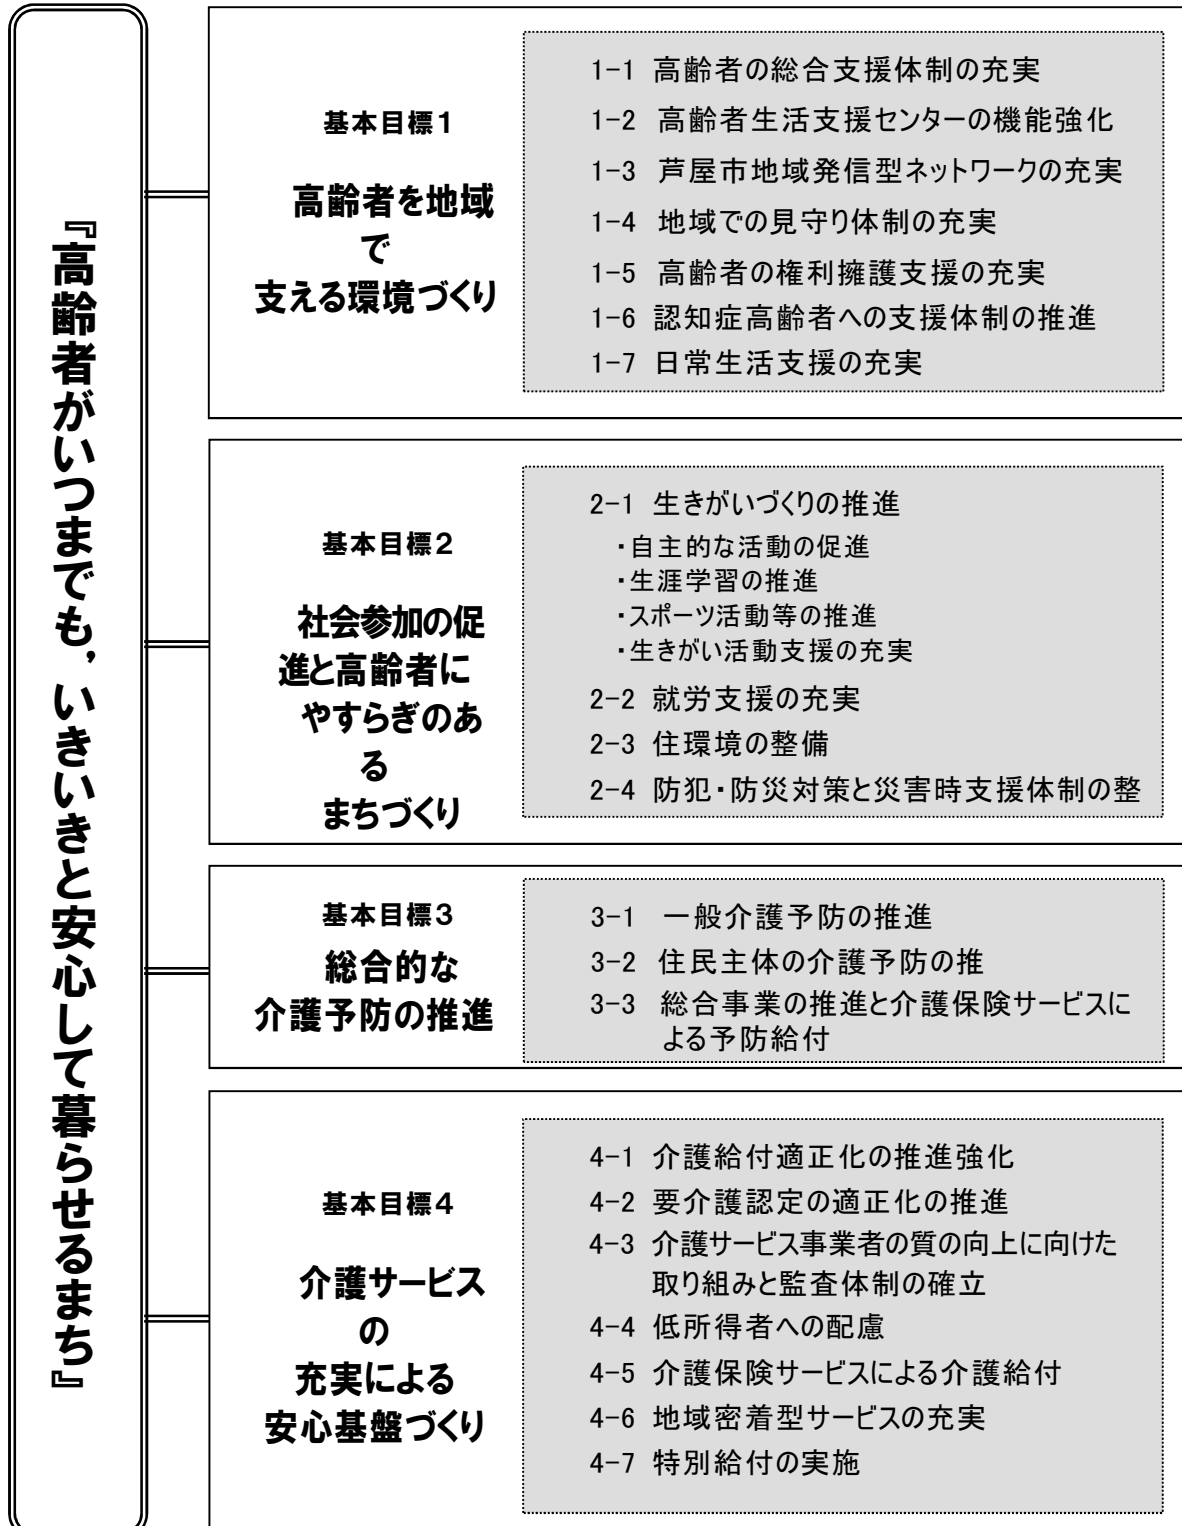 『高齢者がいつまでも，いきいきと安心して暮らせるまち』
基本目標１
高齢者を地域
で
支える環境づくり
1-1 高齢者の総合支援体制の充実
1-2 高齢者生活支援センターの機能強化
1-3 芦屋市地域発信型ネットワークの充実
1-4 地域での見守り体制の充実
1-5 高齢者の権利擁護支援の充実
1-6 認知症高齢者への支援体制の推進
1-7 日常生活支援の充実
基本目標２
社会参加の促
進と高齢者に
やすらぎのあ
る
まちづくり
2-1 生きがいづくりの推進
・自主的な活動の促進
・生涯学習の推進
・スポーツ活動等の推進
・生きがい活動支援の充実
2-2 就労支援の充実
2-3 住環境の整備
2-4 防犯・防災対策と災害時支援体制の整
基本目標３
総合的な
介護予防の推進
3-1 一般介護予防の推進
3-2 住民主体の介護予防の推
3-3 総合事業の推進と介護保険サービスに
よる予防給付
基本目標４
介護サービス
の
充実による
安心基盤づくり
4-1 介護給付適正化の推進強化
4-2 要介護認定の適正化の推進
4-3 介護サービス事業者の質の向上に向けた
取り組みと監査体制の確立
4-4 低所得者への配慮
4-5 介護保険サービスによる介護給付
4-6 地域密着型サービスの充実
4-7 特別給付の実施